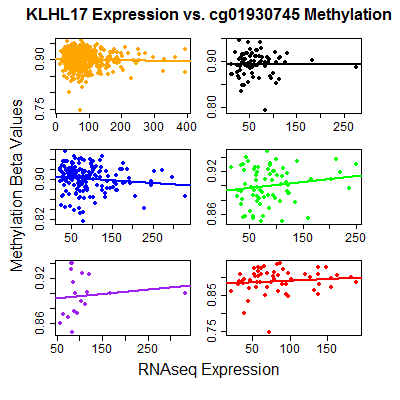 KLHL17 Expression vs. cg01930745 Methylation
Methylation Beta Values
0.75 0.90
0 100 200 300 400
0.80 0.90
50 150 250
0.82 0.90
50 150 250
0.86 0.92
50 100 150 200 250
0.86 0.92
50 150 250
0.75 0.85
50 100 150
RNAseq Expression